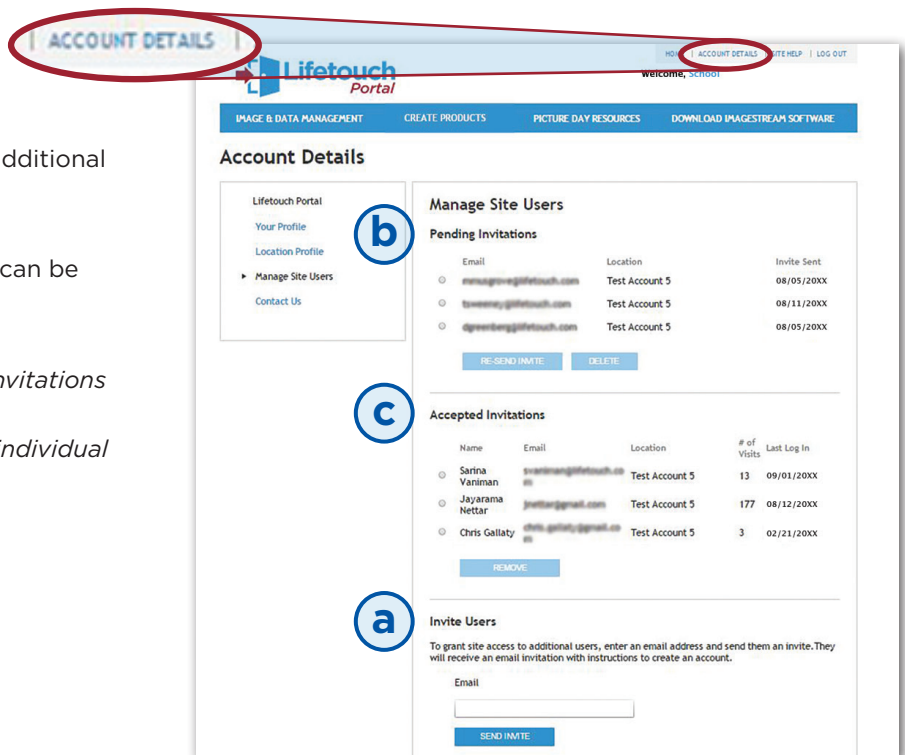 | ACCOUNT DETAILS |
| ACCOUNT DETAILS | SITE HELP | LOG OUT
Lifetouch
Portal
Welcome, School
IMAGE & DATA MANAGEMENT CREATE PRODUCTS PICTURE DAY RESOURCES DOWNLOAD IMAGESTREAM SOFTWARE
Account Details
dditional
can be
nvitations
ndividual
Lifetouch Portal
Your Profile
Location Profile
Manage Site Users
Contact Us
b
Manage Site Users
Pending Invitations
Email Location Invite Sent
Test Account 5 08/05/20XX
Test Account 5 08/11/20XX
Test Account 5 08/05/20XX
RE-SEND INVITE DELETE
c
Accepted Invitations
Name Email Location # of Visits Last Log In
Sarina Vaniman Test Account 5 13 09/01/20XX
Jayarama Nettar Test Account 5 177 08/12/20XX
Chris Gallaty Test Account 5 3 02/21/20XX
REMOVE
a
Invite Users
To grant site access to additional users, enter an email address and send them an invite.They
will receive an email invitation with instructions to create an account.
Email
SEND INVITE